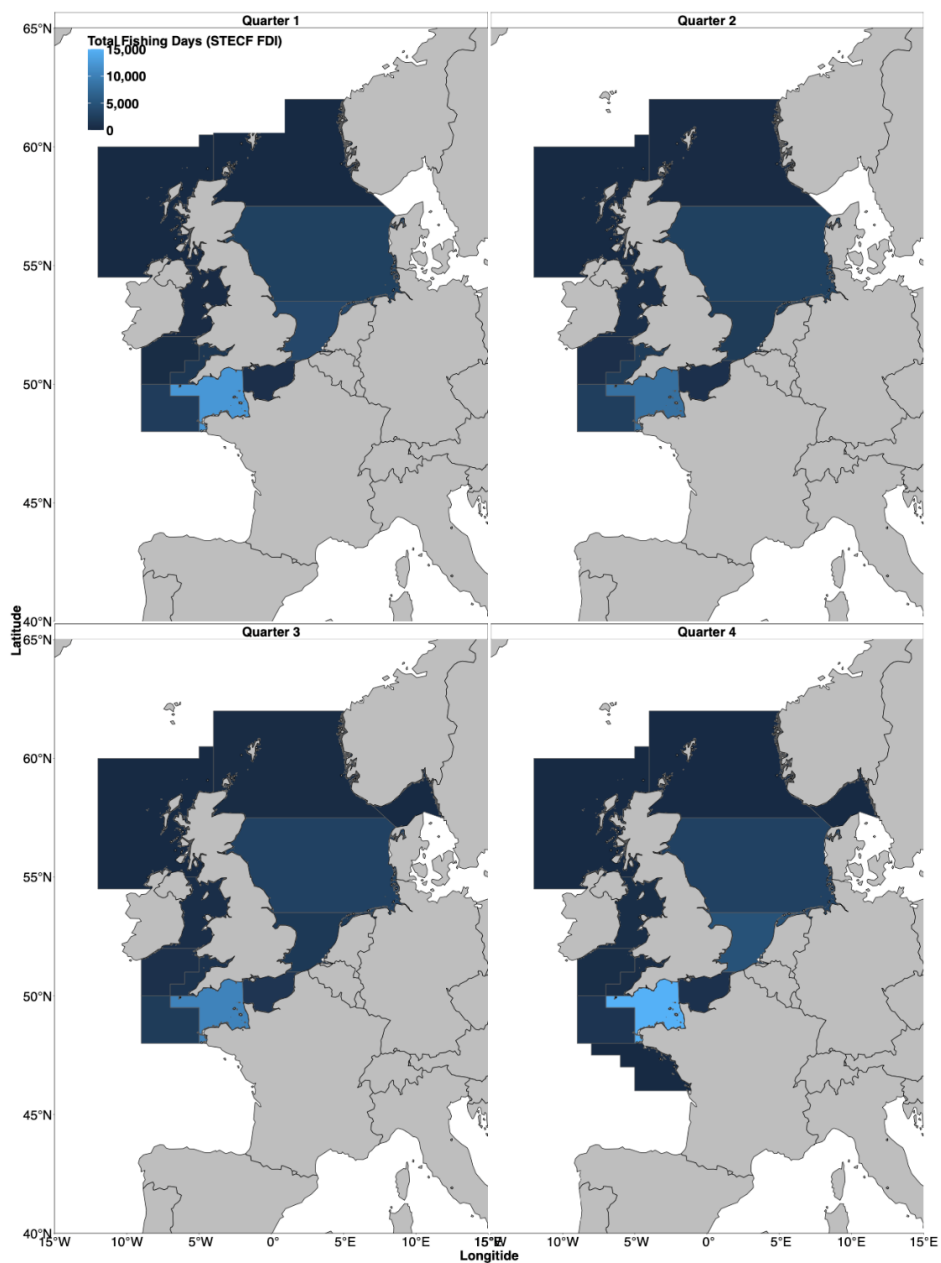 Quarter 1
Quarter 2
Total Fishing Days (STECF FDI)
15,000
10,000
5,000
0
65°N
60°N
55°N
50°N
45°N
40°N
Quarter 3
Quarter 4
65°N
60°N
55°N
50°N
45°N
40°N
15°W 10°W 5°W 0° 5°E 10°E 15°E 10°W 5°W 0° 5°E 10°E 15°E
Longitide
Latitude